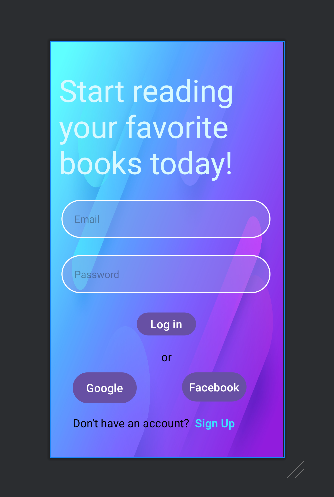 Start reading
your favorite
books today!
Email
Password
Log in
or
Google
Facebook
Don't have an account? Sign Up